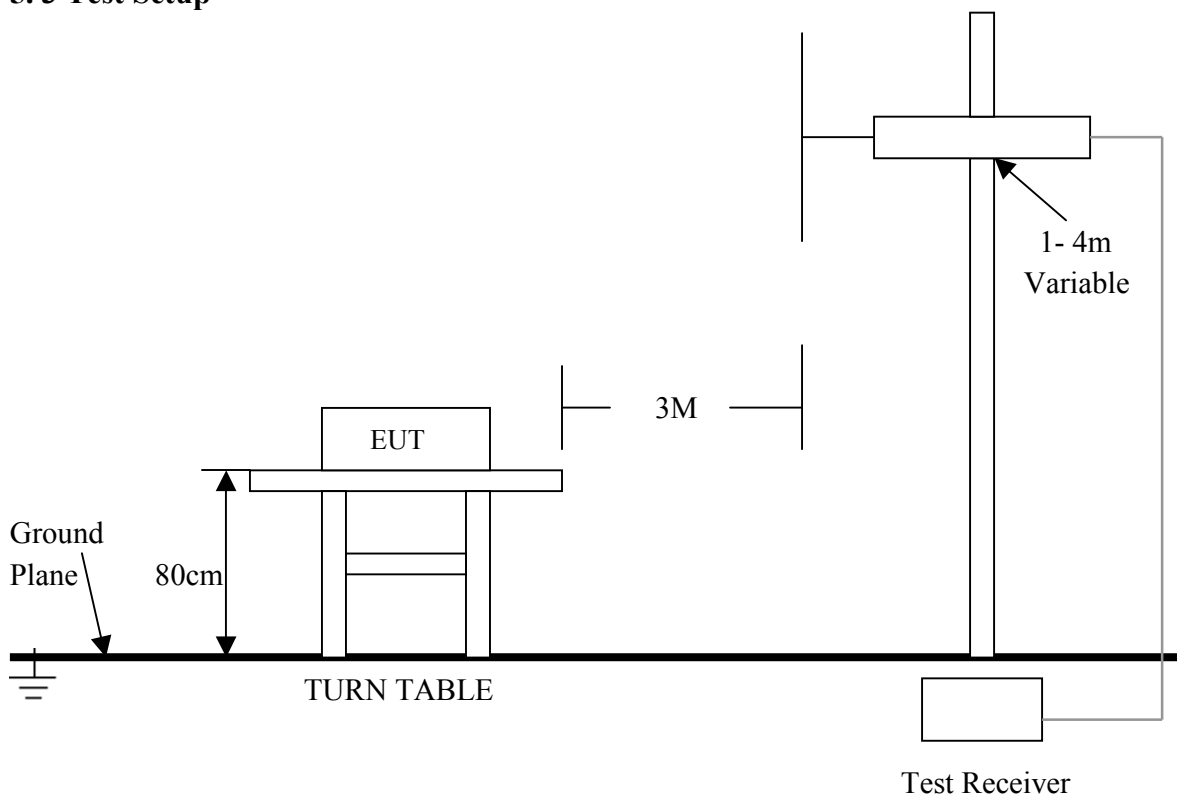 1- 4m
Variable
3M
EUT
Ground
Plane
80cm
TURN TABLE
Test Receiver